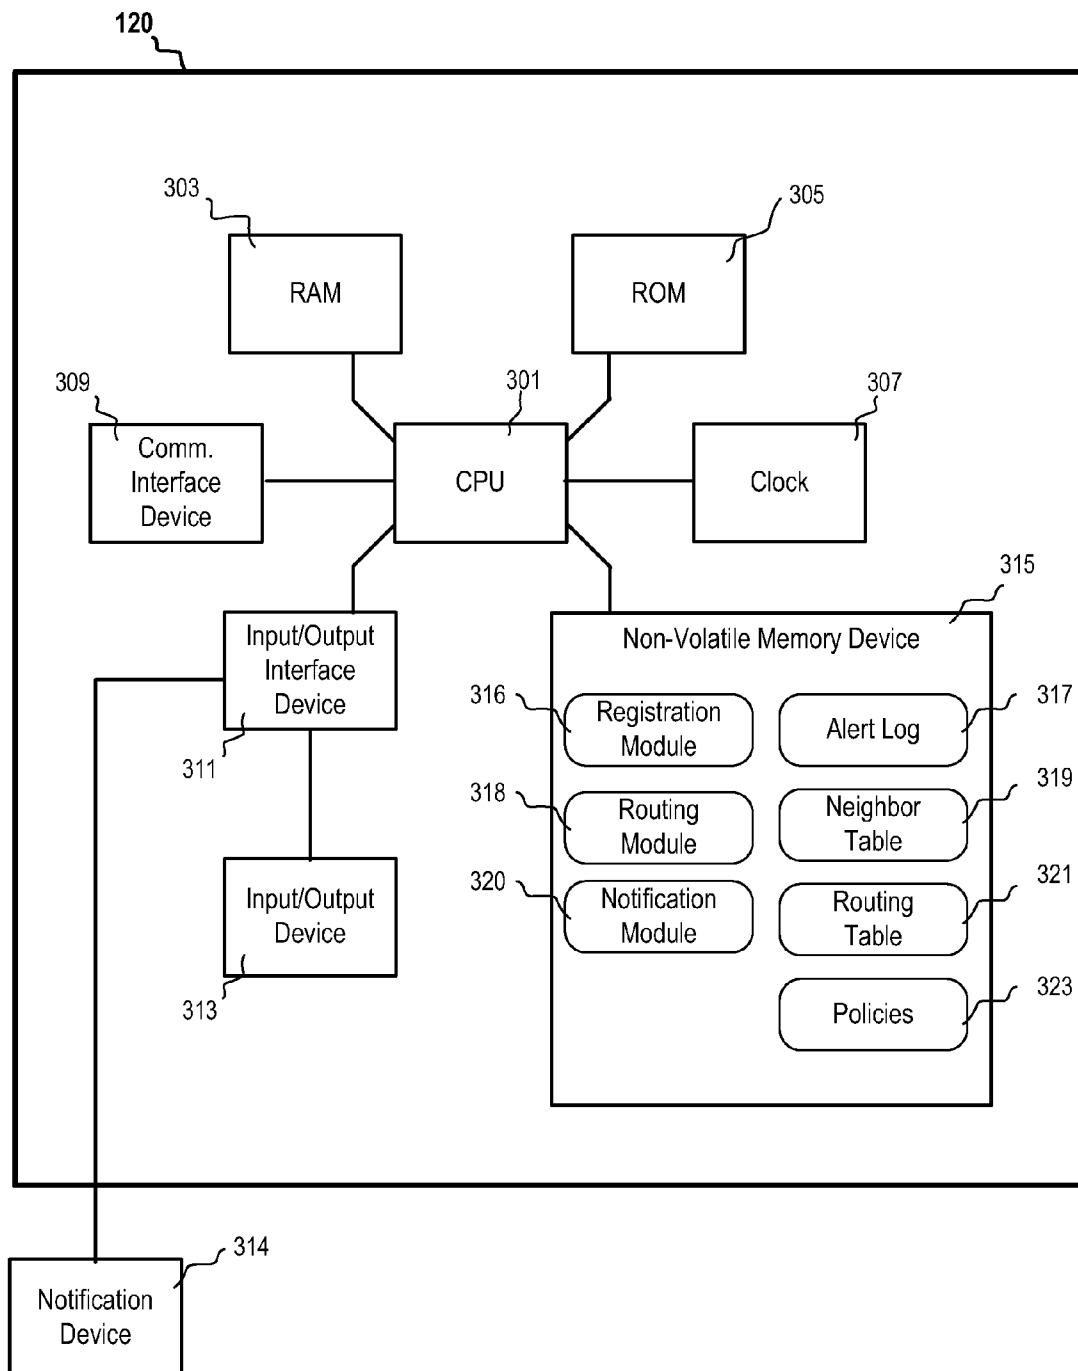 120
303
RAM
305
ROM
309
Comm.
Interface
Device
301
CPU
307
Clock
Input/Output
Interface
Device
311
315
Non-Volatile Memory Device
316
Registration
Module
Alert Log
317
318
Routing
Module
Neighbor
Table
319
320
Notification
Module
Routing
Table
321
Policies
323
Input/Output
Device
313
314
Notification
Device